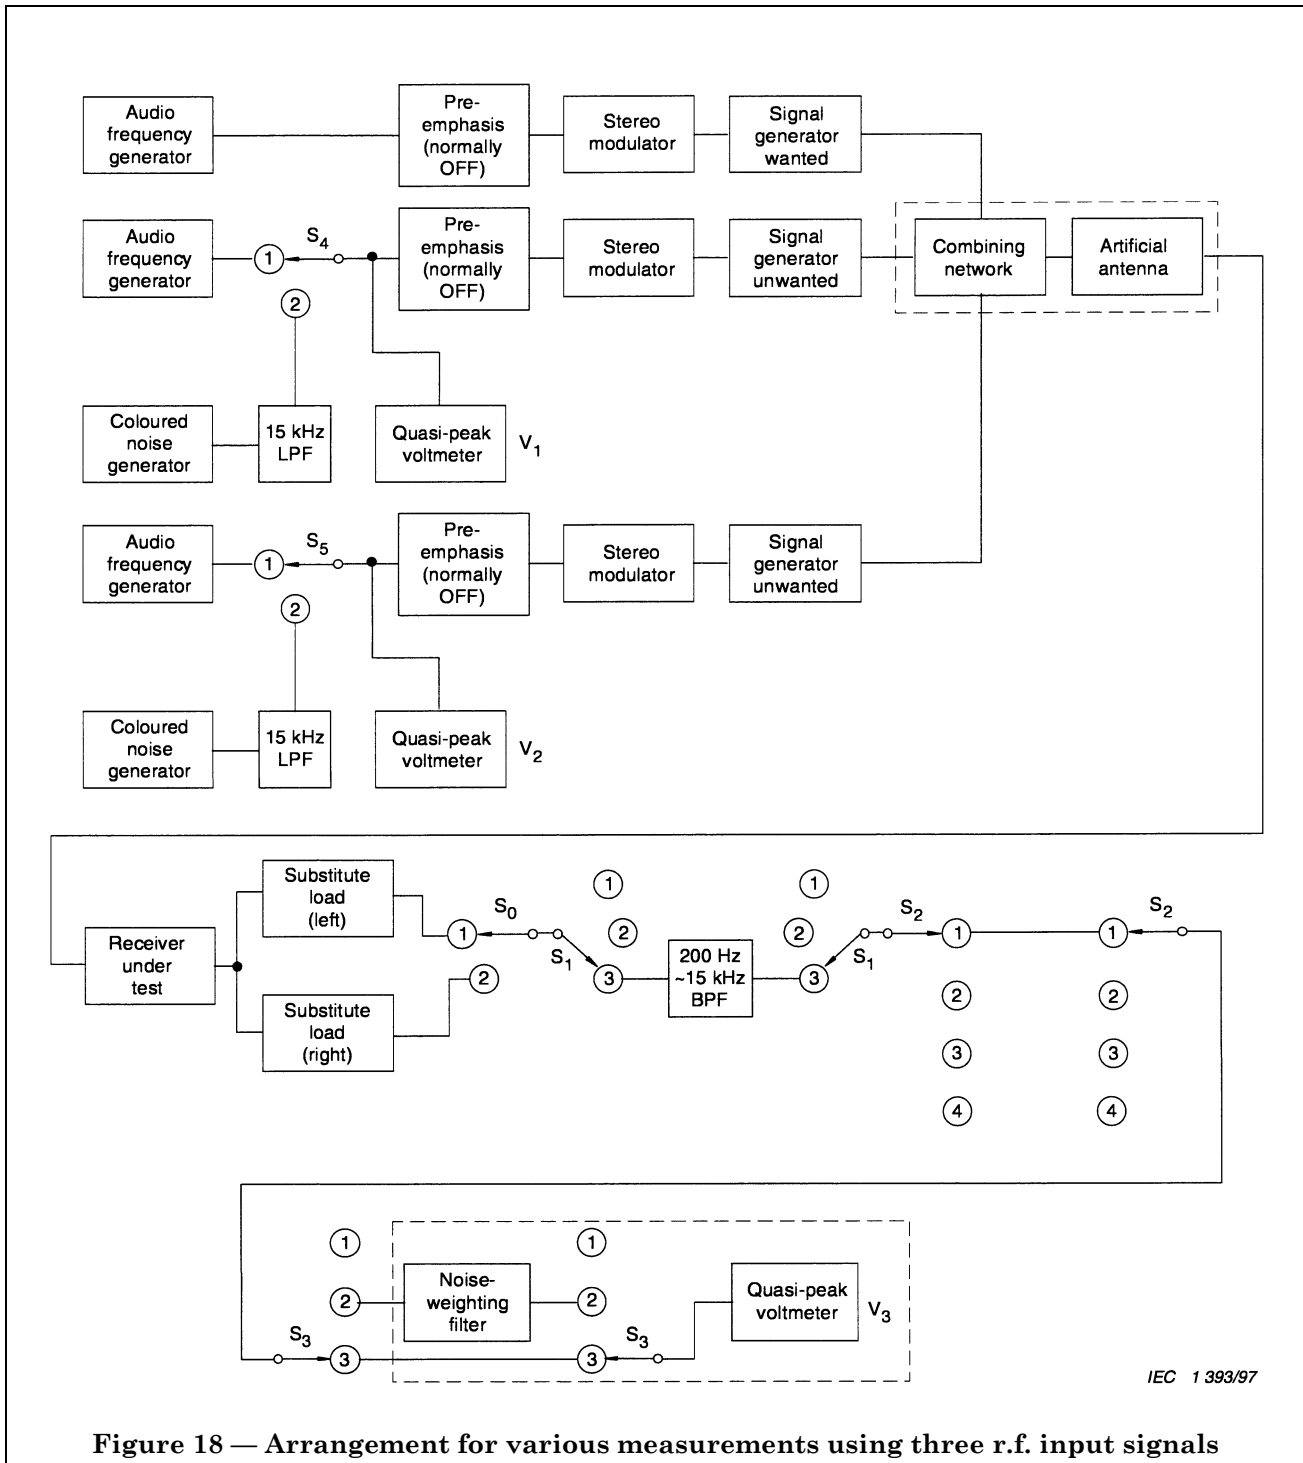 Audio
frequency
generator
Pre-
emphasis
(normally
OFF)
Stereo
modulator
Signal
generator
wanted
Audio
frequency
generator
1
S4
2
Pre-
emphasis
(normally
OFF)
Stereo
modulator
Signal
generator
unwanted
Combining
network
Artificial
antenna
Coloured
noise
generator
15 kHz
LPF
Quasi-peak
voltmeter
V1
Audio
frequency
generator
1
S5
2
Pre-
emphasis
(normally
OFF)
Stereo
modulator
Signal
generator
unwanted
Coloured
noise
generator
15 kHz
LPF
Quasi-peak
voltmeter
V2
Receiver
under
test
Substitute
load
(left)
Substitute
load
(right)
1
S0
2
S1
1
2
3
200 Hz
~15 kHz
BPF
1
2
3
S1
S2
1
2
3
4
1
2
3
4
S2
1
2
S3
3
Noise-
weighting
filter
1
2
3
S3
Quasi-peak
voltmeter
V3
IEC 1 393/97
Figure 18 — Arrangement for various measurements using three r.f. input signals